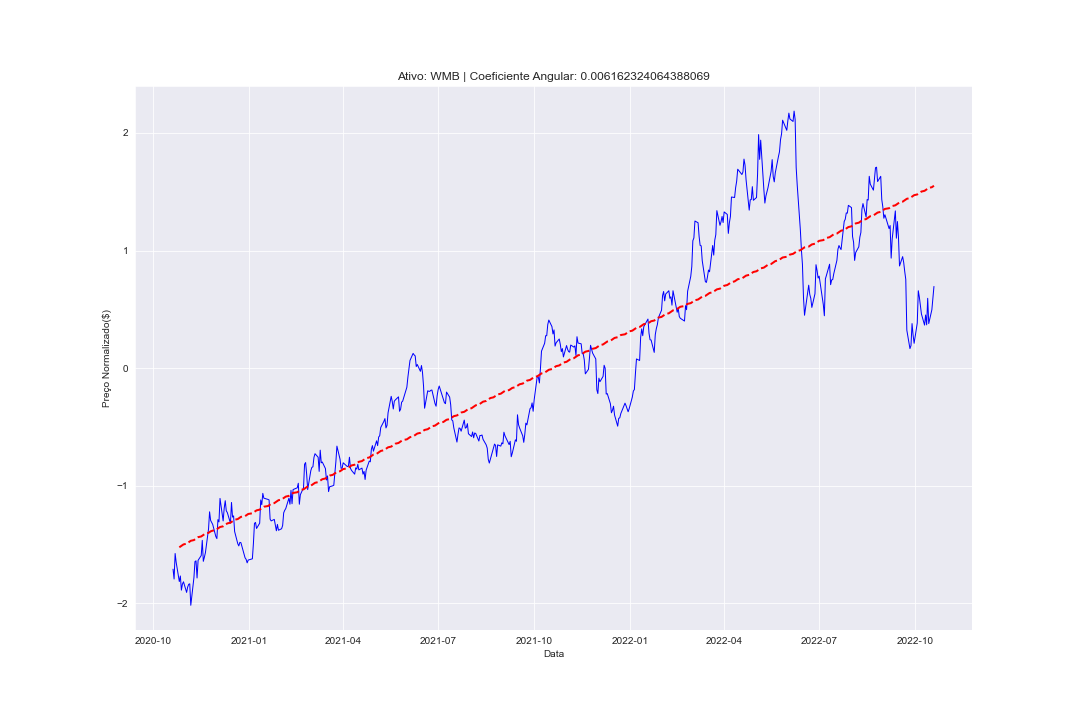 Ativo: WMB | Coeficiente Angular: 0.006162324064388069
Preço Normalizado($)
2
1
0
−1
−2
2020-10 2021-01 2021-04 2021-07 2021-10 2022-01 2022-04 2022-07 2022-10
Data